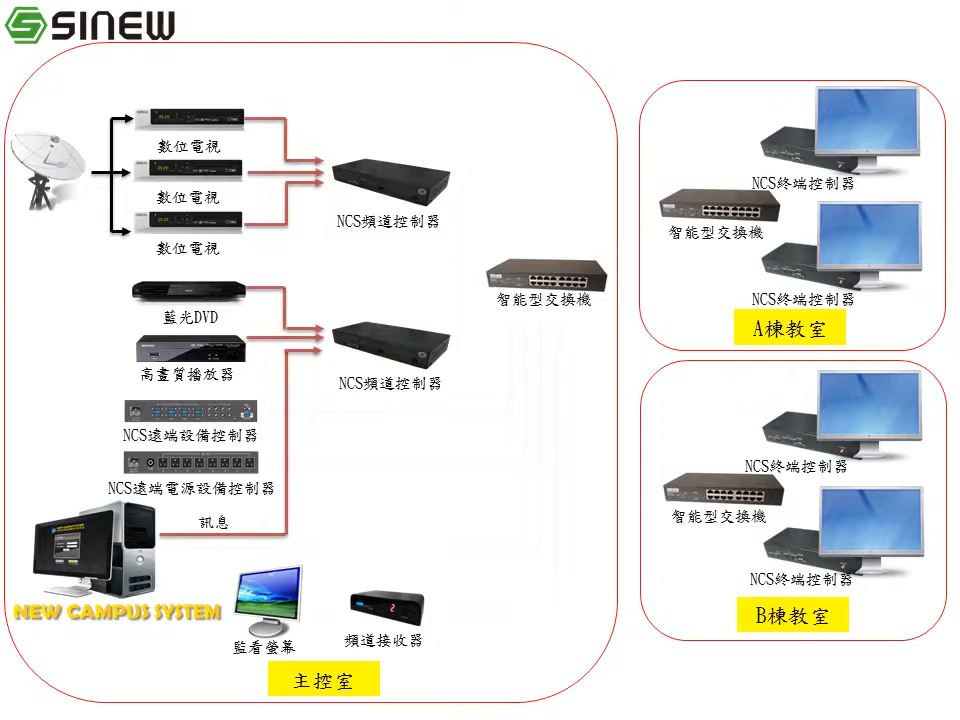 SINEW
數位電視
數位電視
數位電視
NCS頻道控制器
藍光DVD
高畫質播放器
NCS頻道控制器
NCS遠端設備控制器
NCS遠端電源設備控制器
訊息
NEW CAMPUS SYSTEM
監看螢幕
頻道接收器
2
主控室
智能型交換機
NCS終端控制器
智能型交換機
NCS終端控制器
A棟教室
NCS終端控制器
智能型交換機
NCS終端控制器
B棟教室